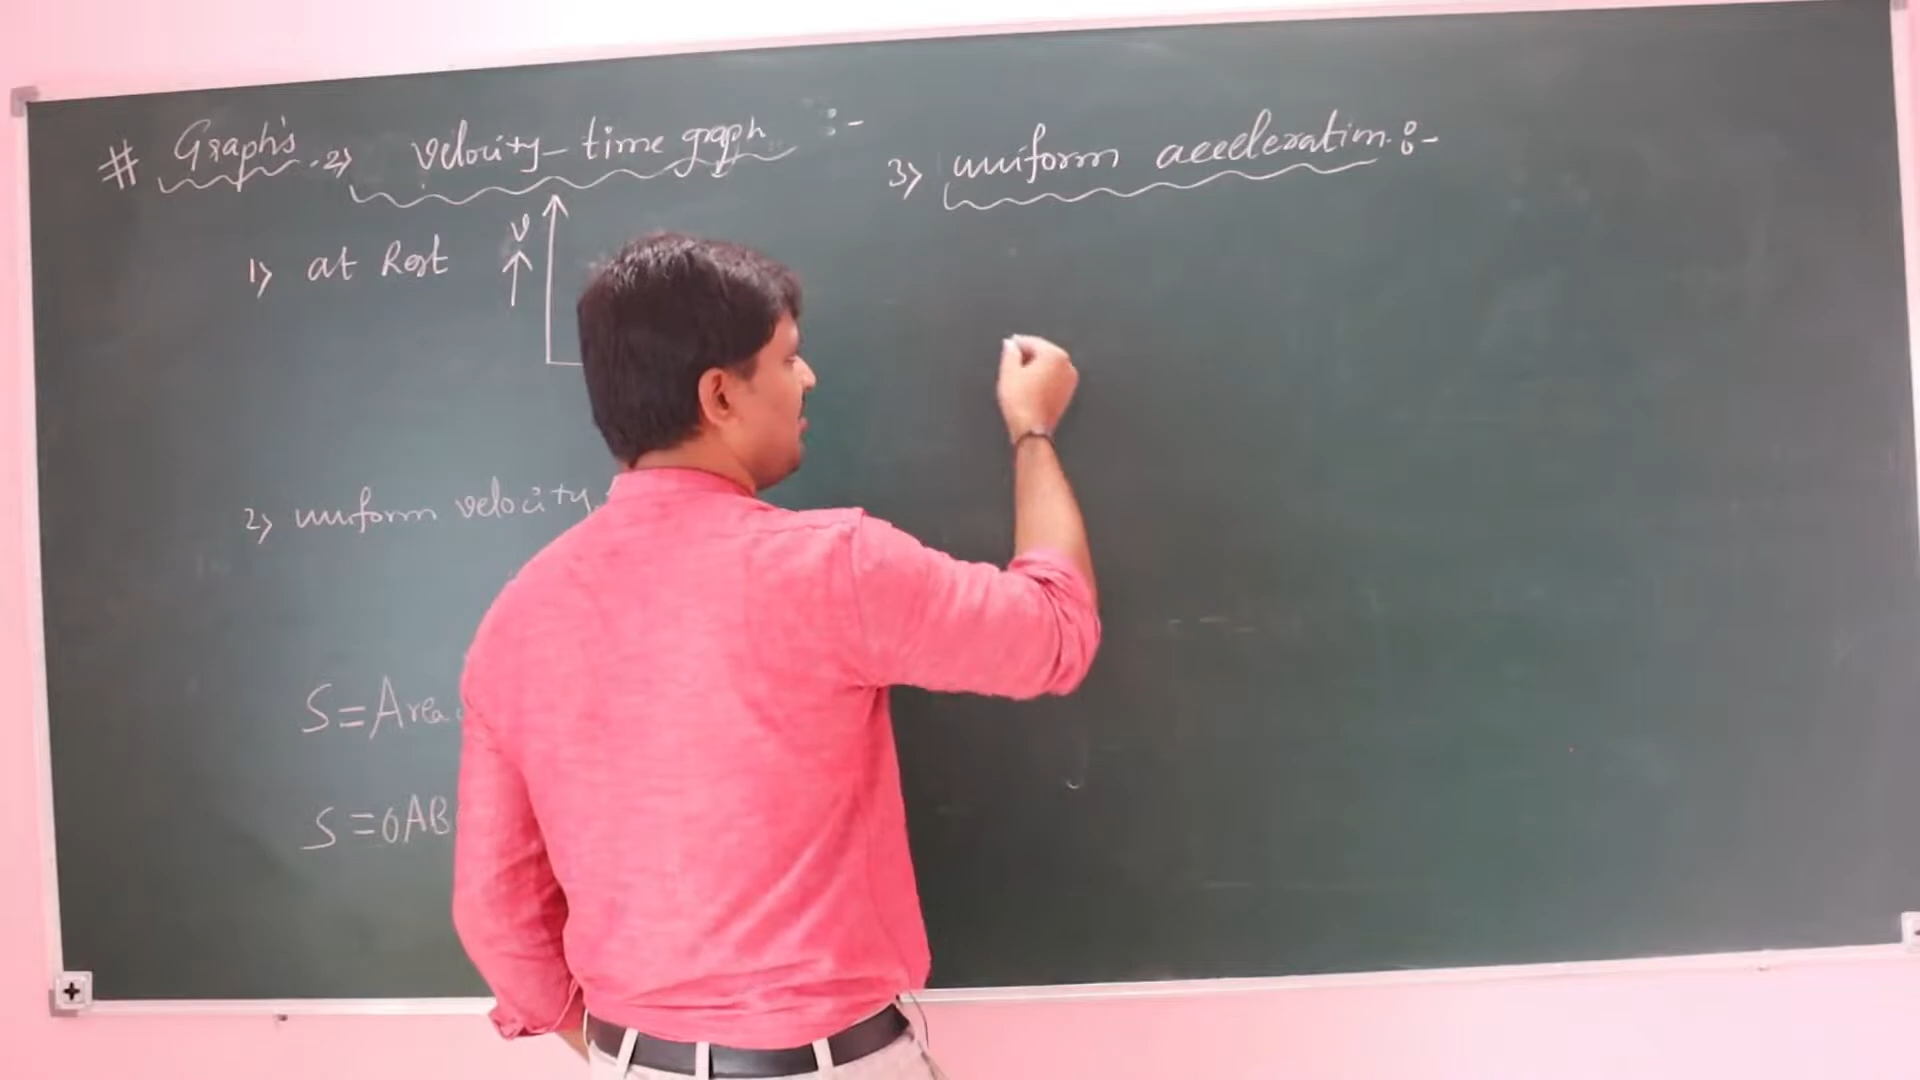 # Graph's. 2) velocity-time graph :-
1) at Rest
v
2) uniform velocity
S=Area
S=OAB
3) uniform acceleration :-